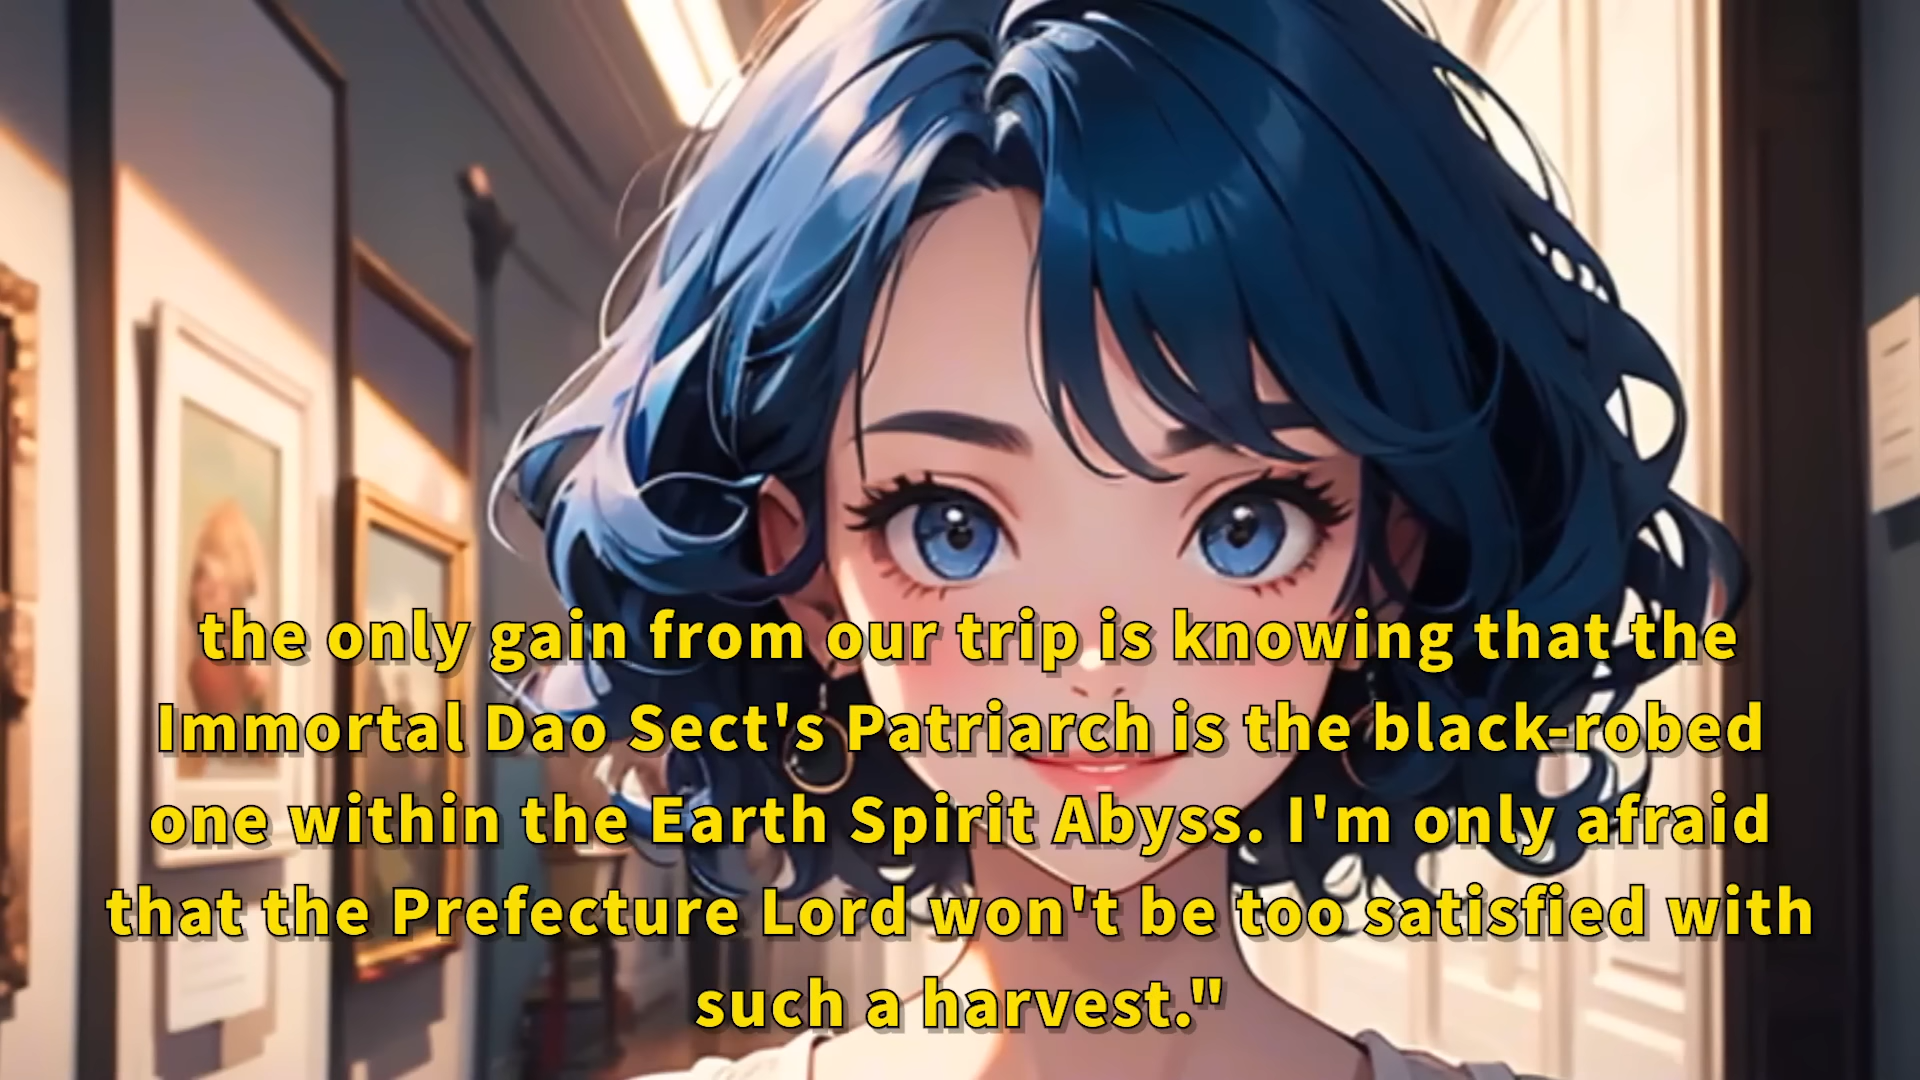 the only gain from our trip is knowing that the
Immortal Dao Sect's Patriarch is the black-robed
one within the Earth Spirit Abyss. I'm only afraid
that the Prefecture Lord won't be too satisfied with
such a harvest."